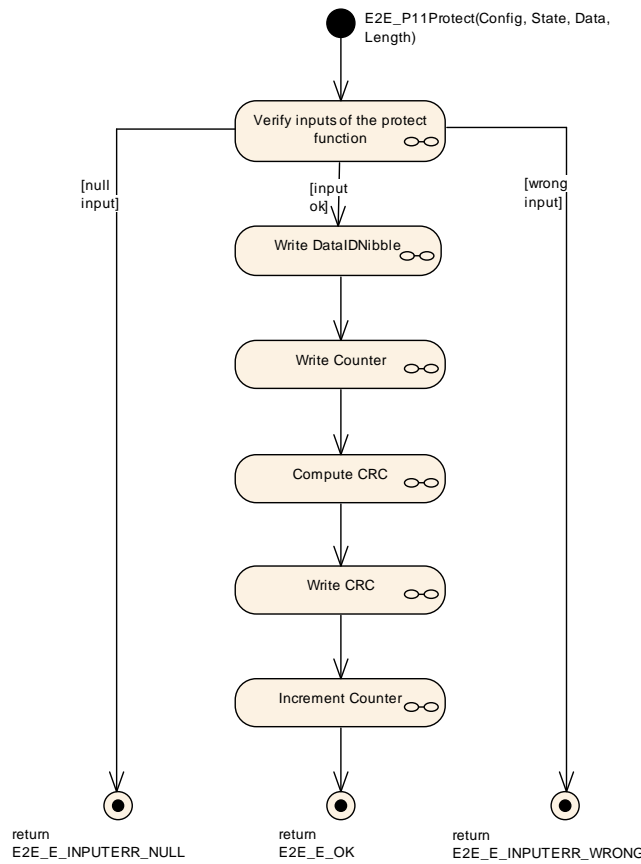 E2E_P11Protect(Config, State, Data,
Length)
Verify inputs of the protect
function
[null
input]
[input
ok]
[wrong
input]
Write DataIDNibble
Write Counter
Compute CRC
Write CRC
Increment Counter
return
E2E_E_INPUTERR_NULL
return
E2E_E_OK
return
E2E_E_INPUTERR_WRONG